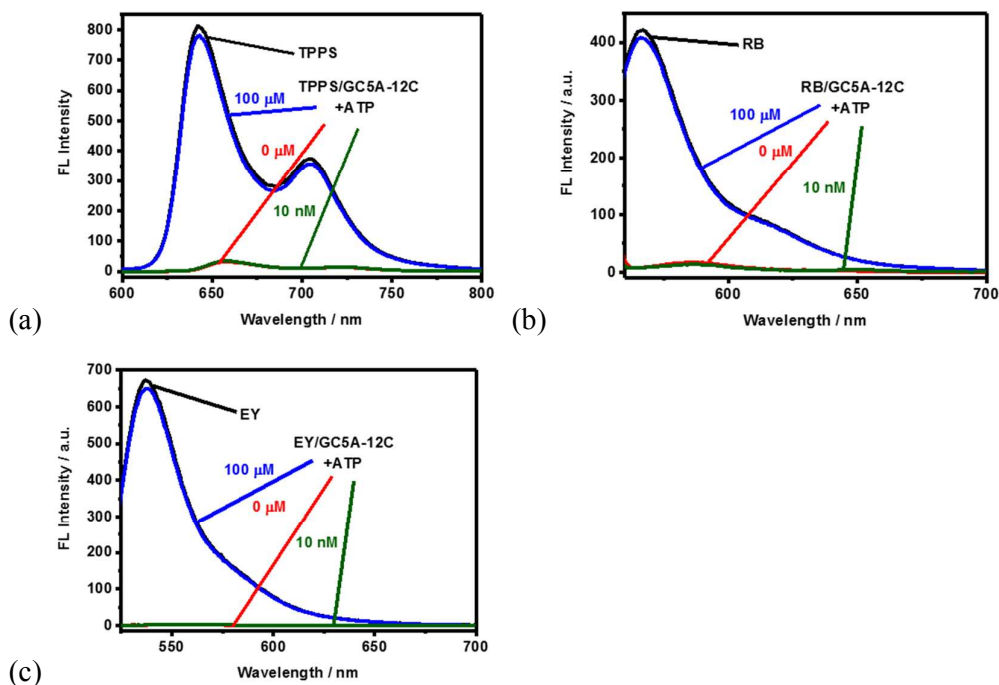 800
700
600
500
400
300
200
100
0
FL Intensity
TPPS
TPPS/GC5A-12C
+ATP
100 μM
0 μM
10 nM
600 650 700 750 800
Wavelength / nm
(a)
400
300
200
100
0
FL Intensity / a.u.
RB
RB/GC5A-12C
+ATP
100 μM
0 μM
10 nM
600 650 700
Wavelength / nm
(b)
700
600
500
400
300
200
100
0
FL Intensity / a.u.
EY
EY/GC5A-12C
+ATP
100 μM
0 μM
10 nM
550 600 650 700
Wavelength / nm
(c)